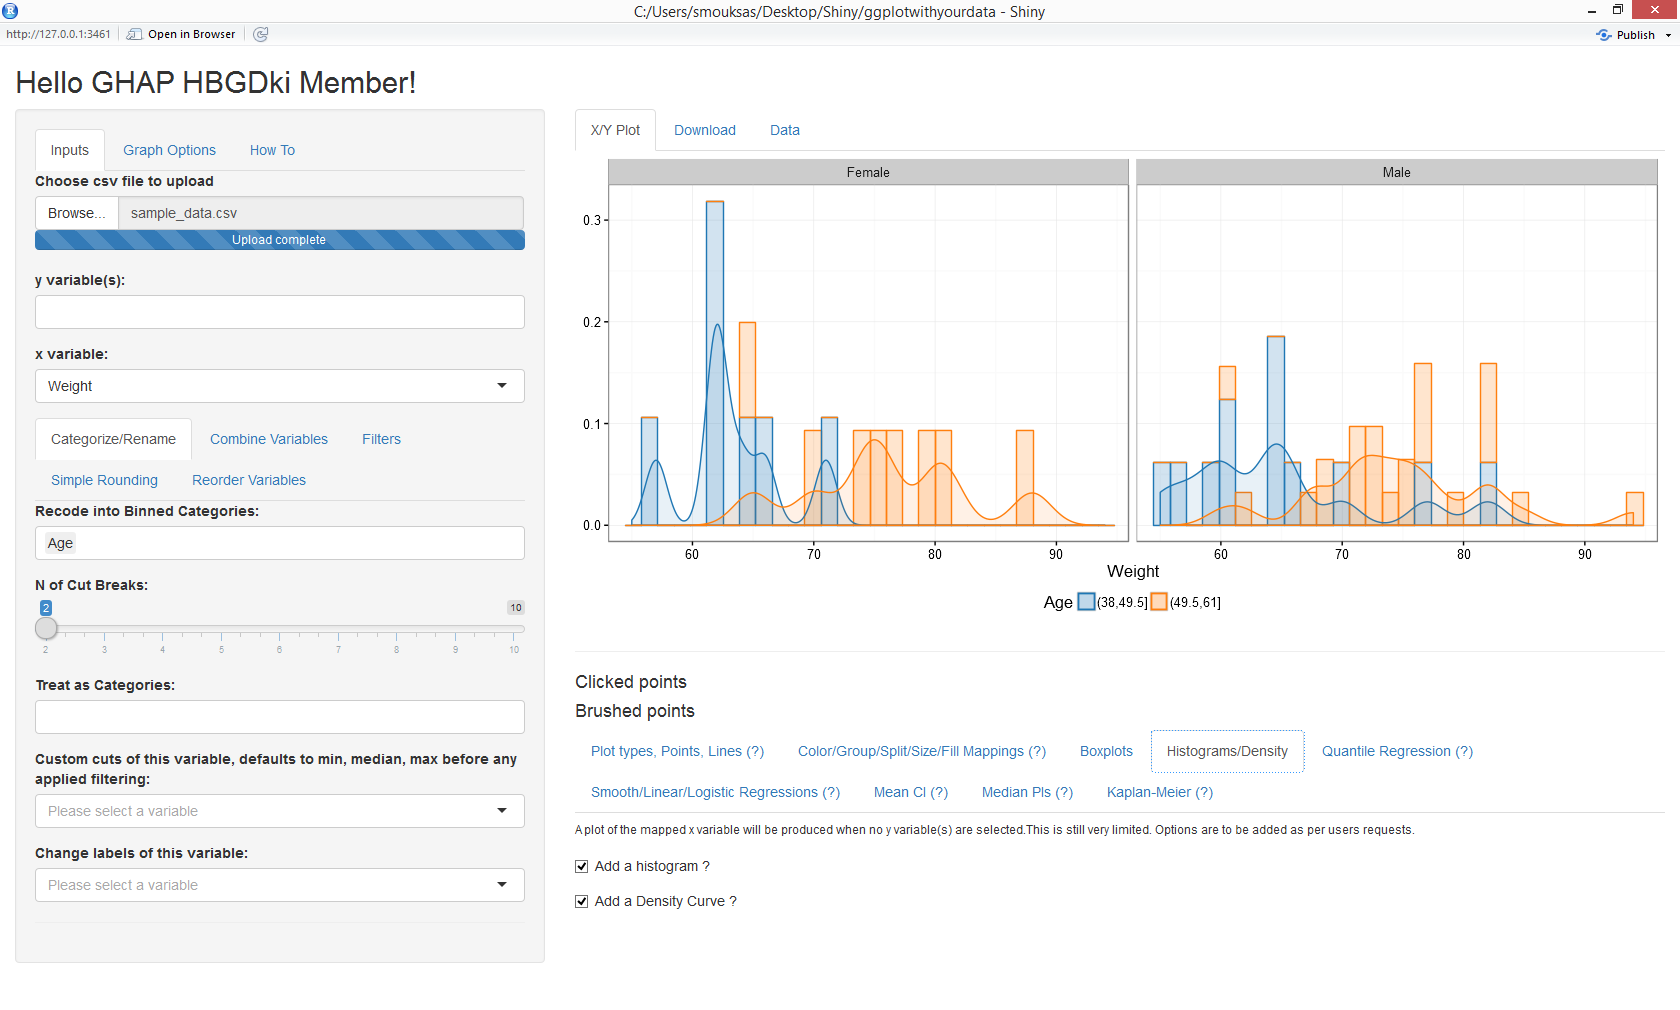 C:/Users/smouksas/Desktop/Shiny/ggplotwithyourdata - Shiny
http://127.0.0.1:3461 Open in Browser Publish
Hello GHAP HBGDki Member!
Inputs Graph Options How To
Choose csv file to upload
Browse... sample_data.csv
Upload complete
y variable(s):
x variable:
Weight
Categorize/Rename Combine Variables Filters
Simple Rounding Reorder Variables
Recode into Binned Categories:
Age
N of Cut Breaks:
2 10
2 3 4 5 6 7 8 9 10
Treat as Categories:
Custom cuts of this variable, defaults to min, median, max before any
applied filtering:
Please select a variable
Change labels of this variable:
Please select a variable
X/Y Plot Download Data
Female Male
0.3
0.2
0.1
0.0
60 70 80 90 60 70 80 90
Weight
Age (38,49.5] (49.5,61]
Clicked points
Brushed points
Plot types, Points, Lines (?) Color/Group/Split/Size/Fill Mappings (?) Boxplots Histograms/Density Quantile Regression (?)
Smooth/Linear/Logistic Regressions (?) Mean CI (?) Median PIs (?) Kaplan-Meier (?)
A plot of the mapped x variable will be produced when no y variable(s) are selected.This is still very limited. Options are to be added as per users requests.
Add a histogram ?
Add a Density Curve ?